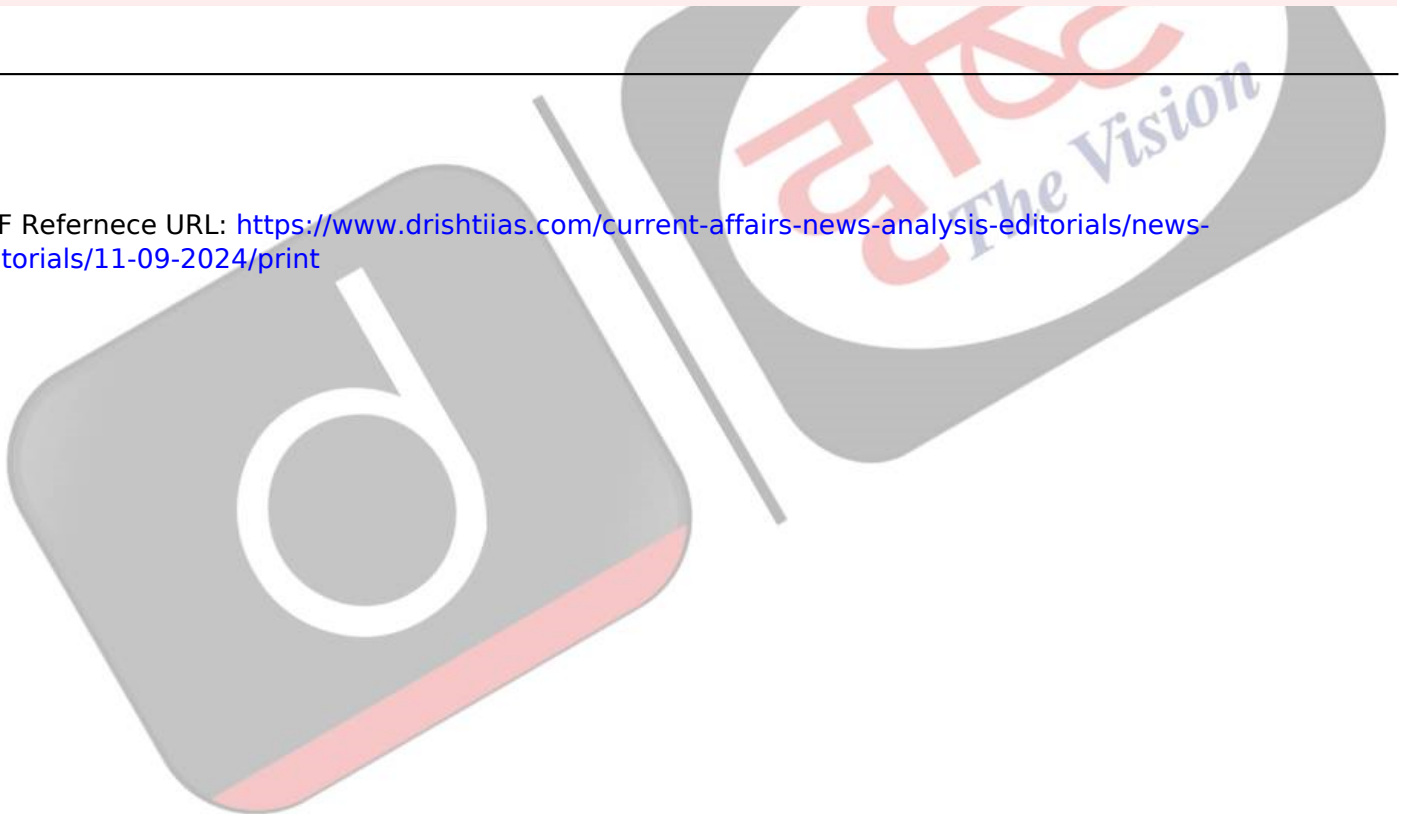 दृष्टि
The Vision
F Refernece URL: https://www.drishtiias.com/current-affairs-news-analysis-editorials/news-
torials/11-09-2024/print
d